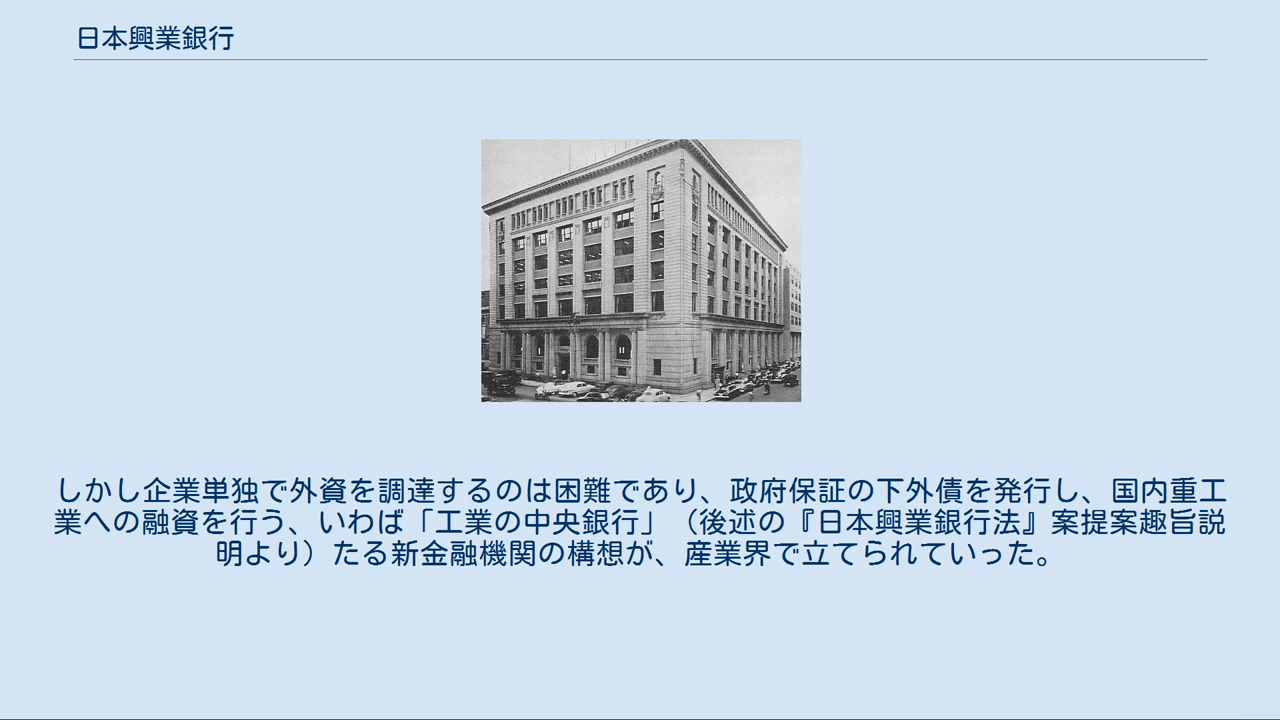 日本興業銀行
しかし企業単独で外資を調達するのは困難であり、政府保証の下外債を発行し、国内重工
業への融資を行う、いわば「工業の中央銀行」（後述の『日本興業銀行法』案提案趣旨説
明より）たる新金融機関の構想が、産業界で立てられていった。